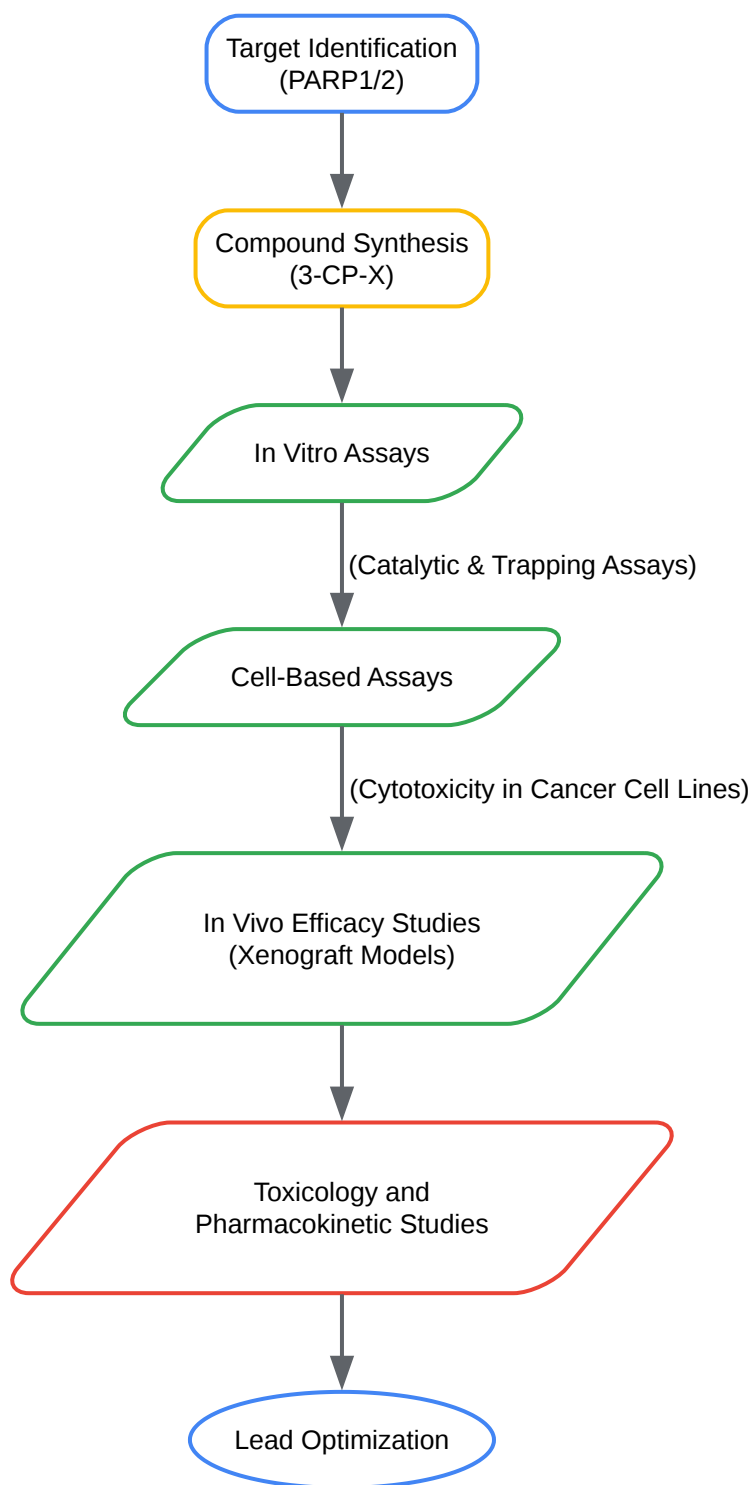 Target Identification
(PARP1/2)
Compound Synthesis
(3-CP-X)
In Vitro Assays
(Catalytic & Trapping Assays)
Cell-Based Assays
(Cytotoxicity in Cancer Cell Lines)
In Vivo Efficacy Studies
(Xenograft Models)
Toxicology and
Pharmacokinetic Studies
Lead Optimization